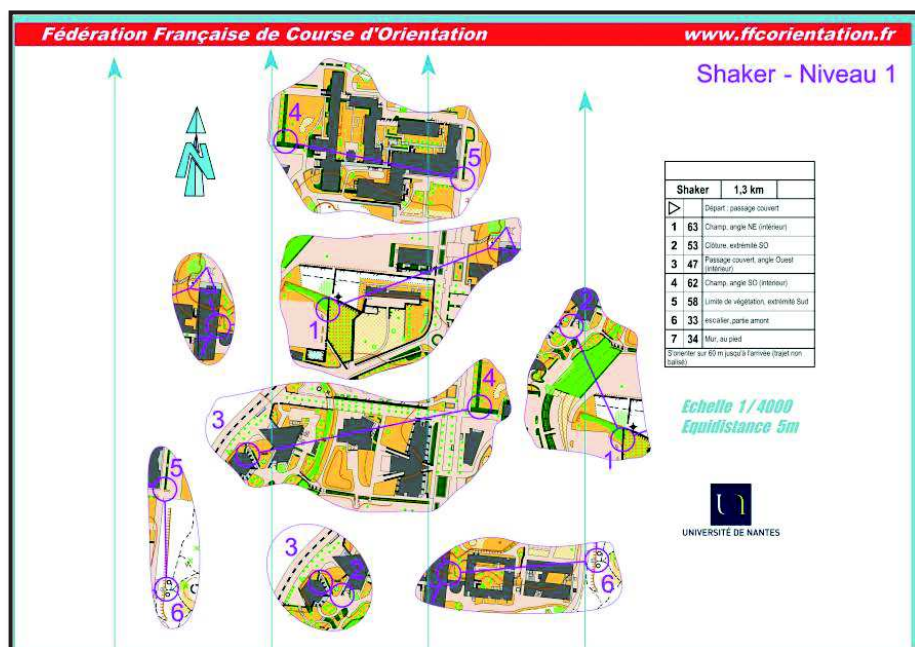 Fédération Française de Course d'Orientation www.ffcorientation.fr
Shaker - Niveau 1
N
4
5
Shaker 1,3 km
Départ : passage couvert
1 63 Champ, angle NE (intérieur)
2 53 Clôture, extrémité SO
3 47 Passage couvert, angle Ouest
(intérieur)
4 62 Champ, angle SO (intérieur)
5 58 Limite de végétation, extrémité Sud
6 33 escalier, partie amont
7 34 Mur, au pied
S'orienter sur 60 m jusqu'à l'arrivée (trajet non
balisé)
1
2
1
3
4
Echelle 1/4000
Equidistance 5m
5
6
3
2
7
6
UNIVERSITÉ DE NANTES